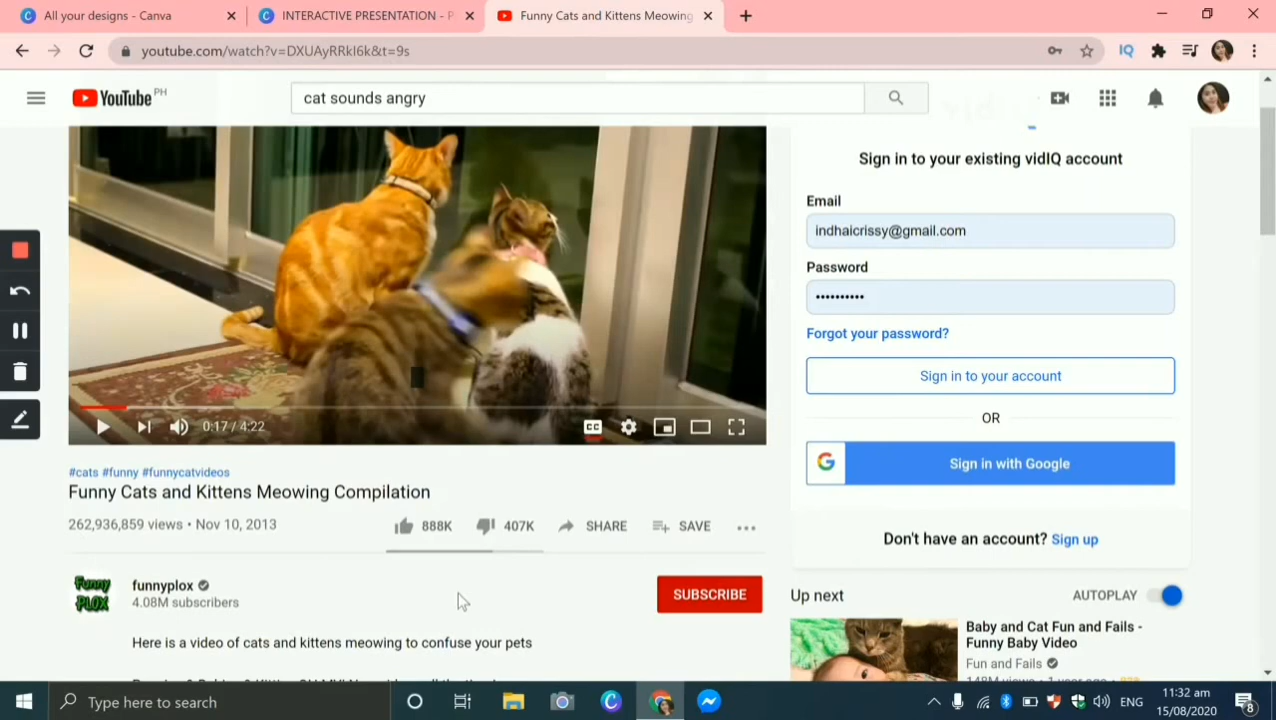 All your designs - Canva
INTERACTIVE PRESENTATION - P
Funny Cats and Kittens Meowing
youtube.com/watch?v=DXUAyRRkI6k&t=9s
IQ
YouTube PH
cat sounds angry
Sign in to your existing vidIQ account
Email
indhaicrissy@gmail.com
Password
••••••••••
Forgot your password?
Sign in to your account
OR
Sign in with Google
Don't have an account? Sign up
0:17 / 4:22
CC
#cats #funny #funnycatvideos
Funny Cats and Kittens Meowing Compilation
262,936,859 views • Nov 10, 2013
888K 407K SHARE SAVE
Funny PLOX
funnyplox
4.08M subscribers
SUBSCRIBE
Here is a video of cats and kittens meowing to confuse your pets
Up next
AUTOPLAY
Baby and Cat Fun and Fails -
Funny Baby Video
Fun and Fails
Type here to search
ENG
11:32 am
15/08/2020
8